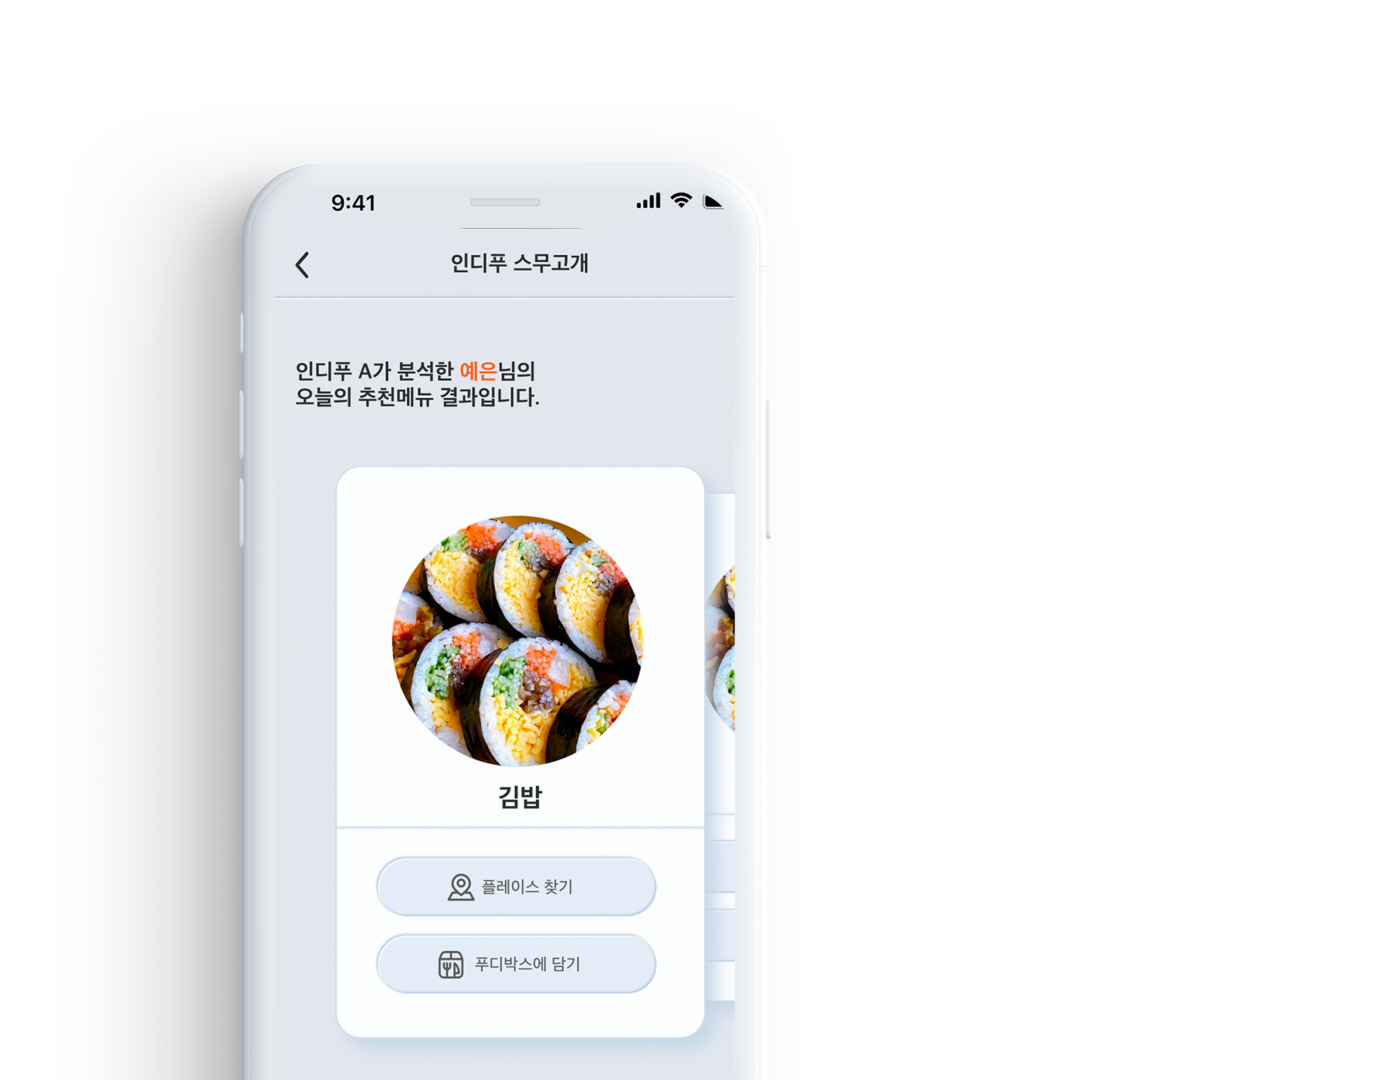 9:41
인디푸 스무고개
인디푸 A가 분석한 예은님의
오늘의 추천메뉴 결과입니다.
김밥
플레이스 찾기
푸디박스에 담기